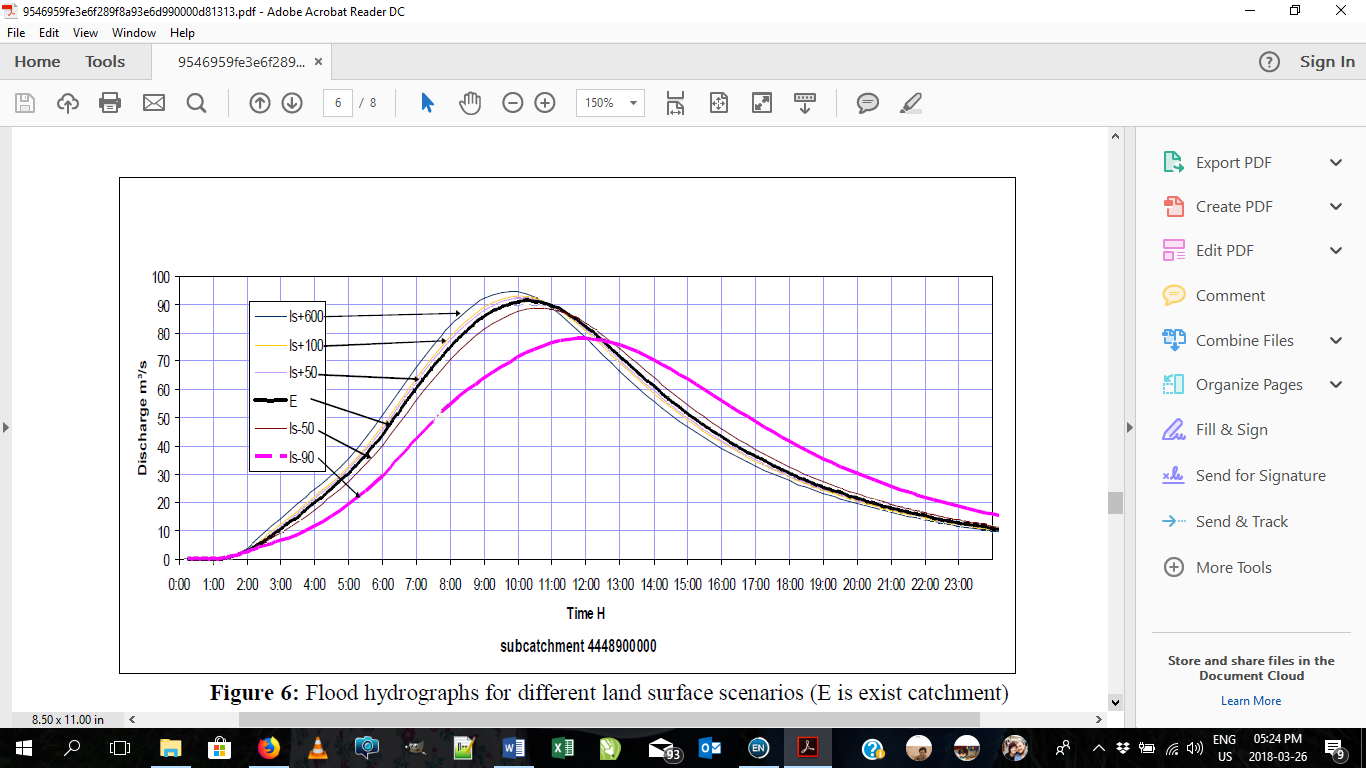 9546959fe3e6f289f8a93e6d990000d81313.pdf - Adobe Acrobat Reader DC
File Edit View Window Help
Home Tools 9546959fe3e6f289... × ? Sign In
6 / 8 150%
Export PDF
Create PDF
Edit PDF
Comment
Combine Files
Organize Pages
Fill & Sign
Send for Signature
Send & Track
More Tools
Store and share files in the
Document Cloud
Learn More
Discharge m³/s
100
90
80
70
60
50
40
30
20
10
0
Is+600
Is+100
Is+50
E
Is-50
Is-90
0:00 1:00 2:00 3:00 4:00 5:00 6:00 7:00 8:00 9:00 10:00 11:00 12:00 13:00 14:00 15:00 16:00 17:00 18:00 19:00 20:00 21:00 22:00 23:00
Time H
subcatchment 4448900000
Figure 6: Flood hydrographs for different land surface scenarios (E is exist catchment)
8.50 x 11.00 in
93 EN ENG 05:24 PM
US 2018-03-26 9